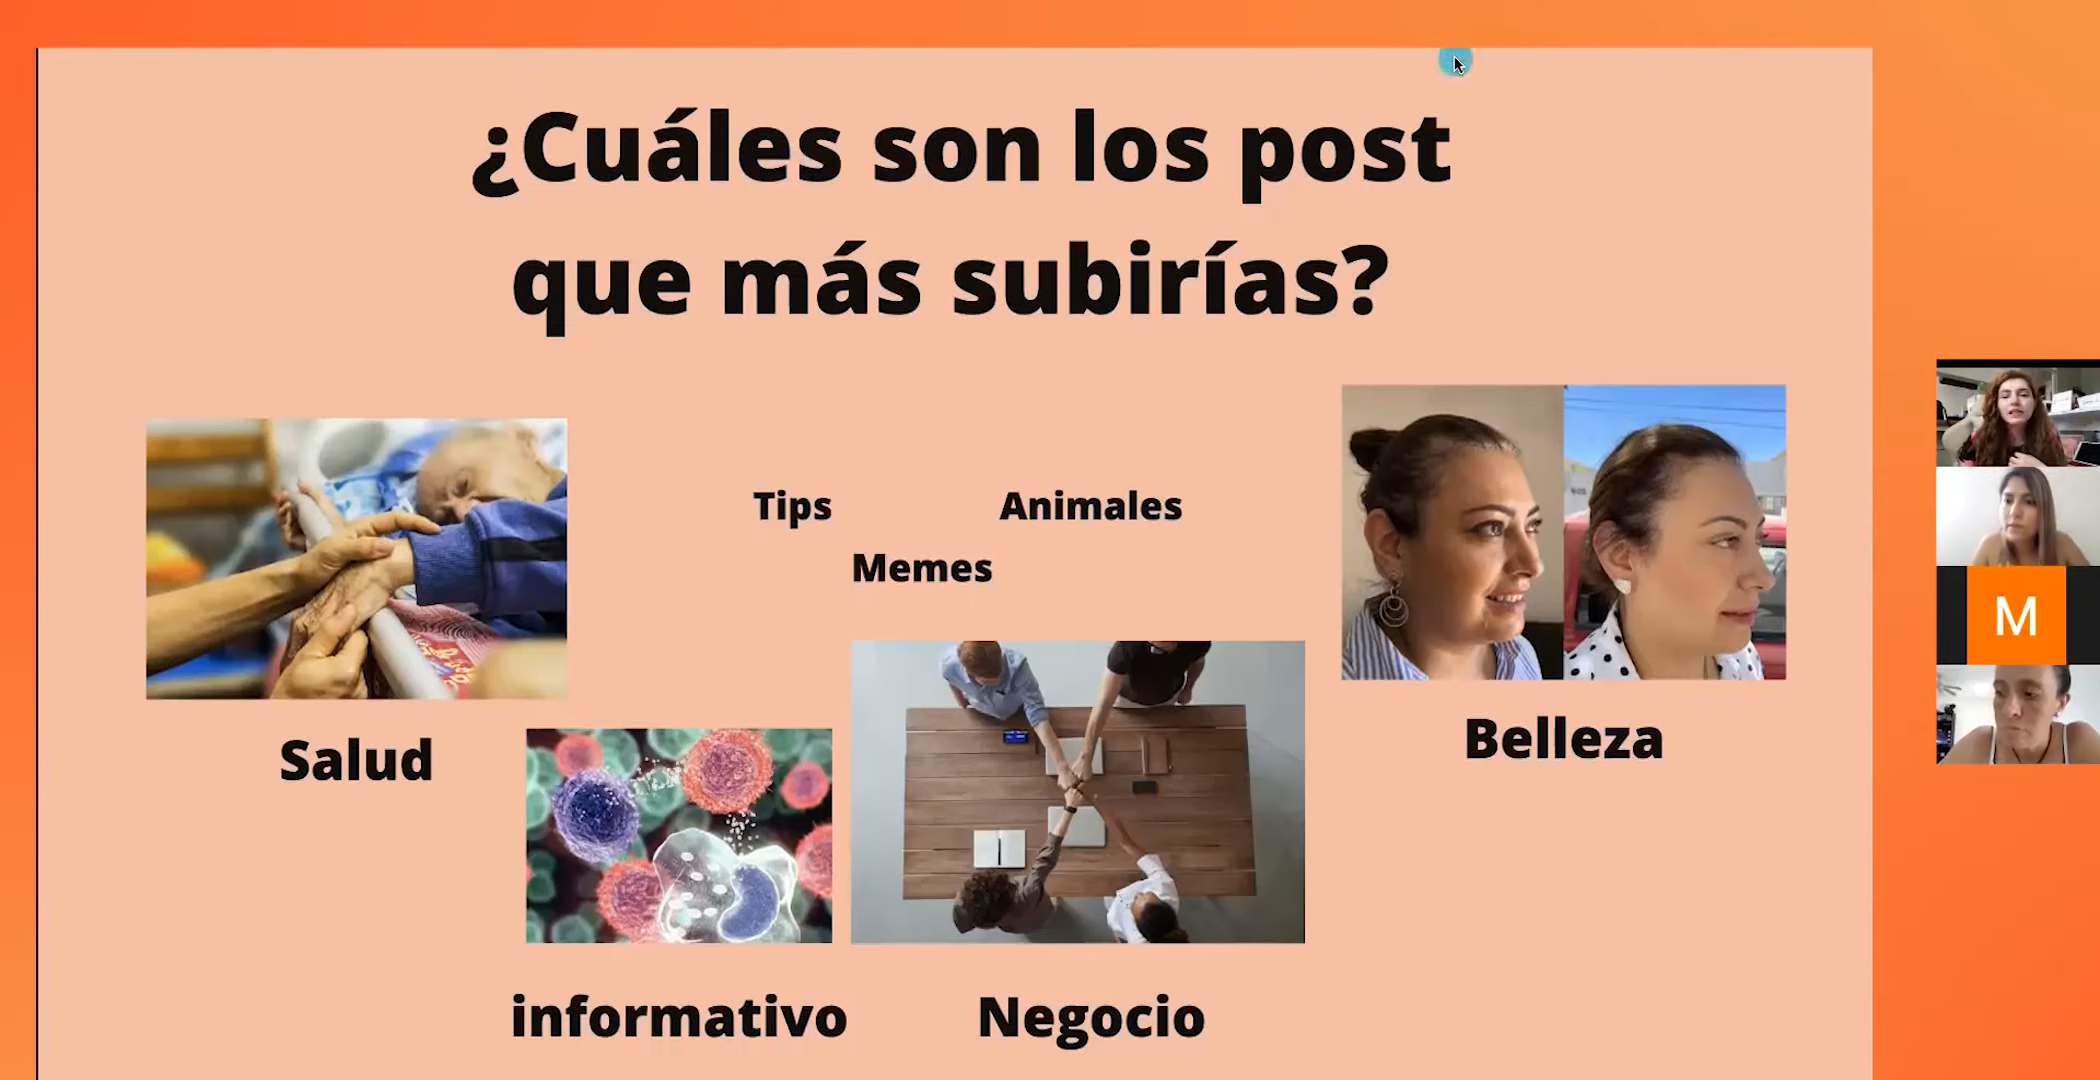 ¿Cuáles son los post
que más subirías?
Tips
Animales
Memes
Salud
Belleza
informativo
Negocio
M